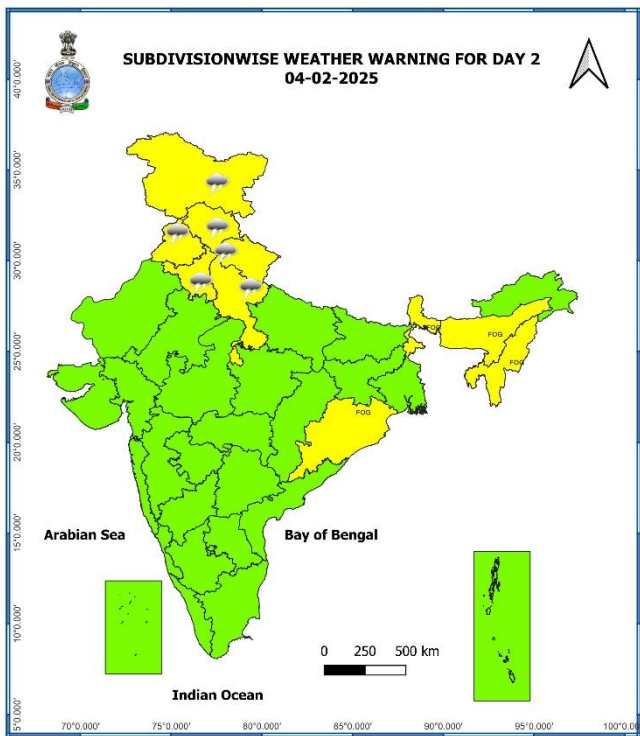 SUBDIVISIONWISE WEATHER WARNING FOR DAY 2
04-02-2025
40°0.000'
35°0.000'
30°0.000'
25°0.000'
20°0.000'
15°0.000'
10°0.000'
5°0.000'
FOG
FOG
FOG
FOG
Arabian Sea
Bay of Bengal
0 250 500 km
Indian Ocean
70°0.000' 75°0.000' 80°0.000' 85°0.000' 90°0.000' 95°0.000' 100°0.000'